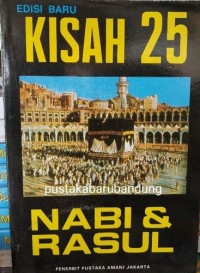 EDISI BARU
KISAH 25
pustakabarubandung
NABI &
RASUL
PENERBIT PUSTAKA AMANI JAKARTA